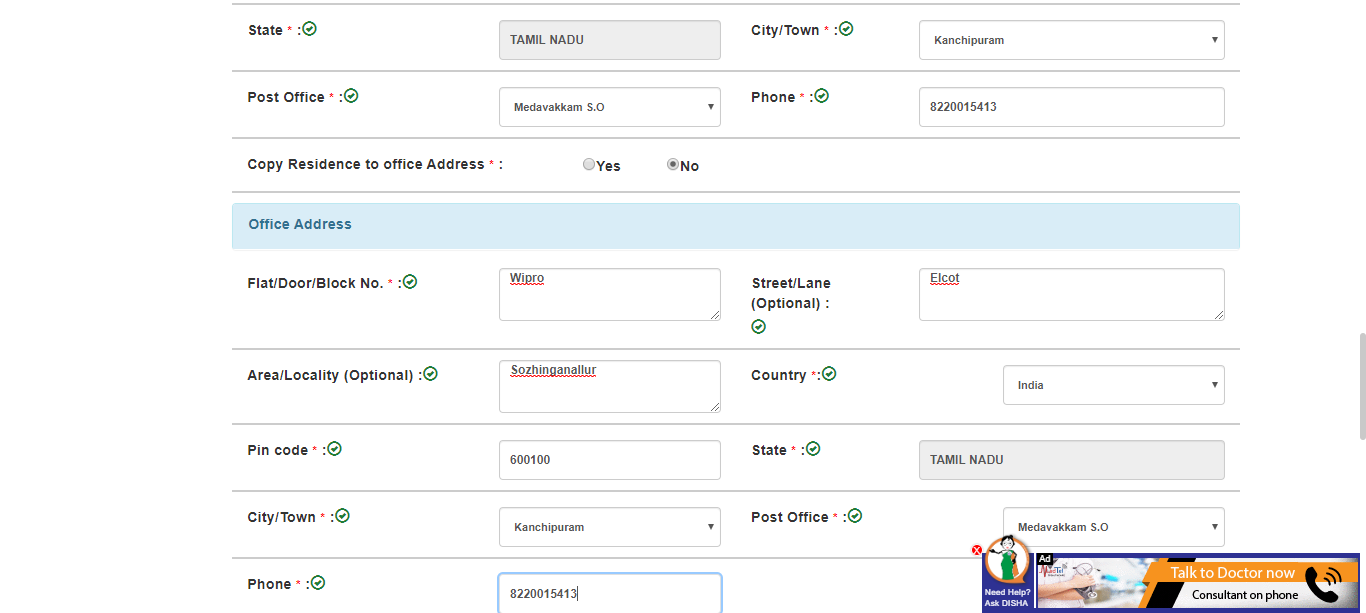 State * : TAMIL NADU City/Town * : Kanchipuram
Post Office * : Medavakkam S.O Phone * : 8220015413
Copy Residence to office Address * : Yes No
Office Address
Flat/Door/Block No. * : Wipro Street/Lane Elcot
(Optional) :
Area/Locality (Optional) : Sozhinganallur Country *: India
Pin code * : 600100 State * : TAMIL NADU
City/Town * : Kanchipuram Post Office * : Medavakkam S.O
Phone * : 8220015413
X
Need Help?
Ask DISHA
Ad
Talk to Doctor now
Consultant on phone